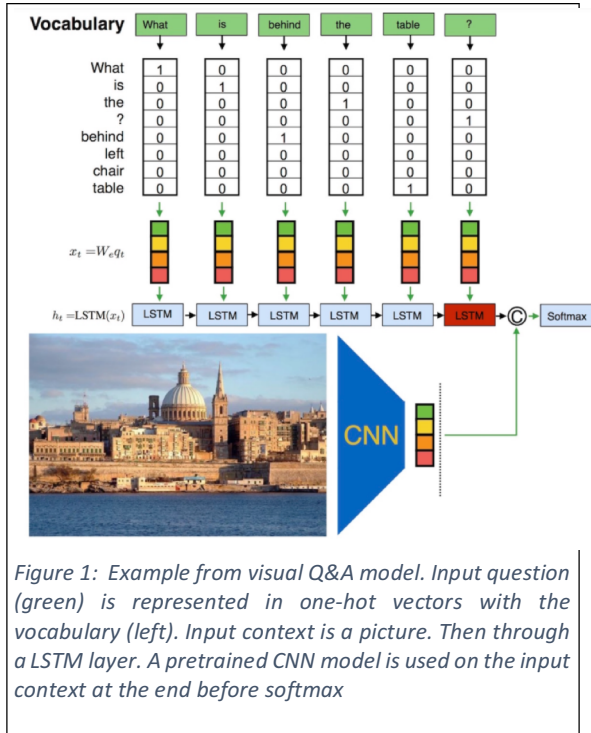 Vocabulary What is behind the table ?
What 1 0 0 0 0 0
is 0 1 0 0 0 0
the 0 0 0 1 0 0
? 0 0 0 0 0 1
behind 0 0 1 0 0 0
left 0 0 0 0 0 0
chair 0 0 0 0 0 0
table 0 0 0 0 1 0
xₜ =Wₑqₜ
hₜ =LSTM(xₜ) LSTM LSTM LSTM LSTM LSTM LSTM © Softmax
CNN
Figure 1: Example from visual Q&A model. Input question
(green) is represented in one-hot vectors with the
vocabulary (left). Input context is a picture. Then through
a LSTM layer. A pretrained CNN model is used on the input
context at the end before softmax